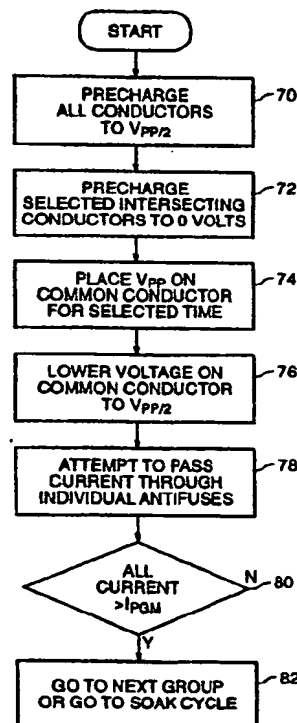 START
PRECHARGE
ALL CONDUCTORS
TO VPP/2
70
PRECHARGE
SELECTED INTERSECTING
CONDUCTORS TO 0 VOLTS
72
PLACE VPP ON
COMMON CONDUCTOR
FOR SELECTED TIME
74
LOWER VOLTAGE ON
COMMON CONDUCTOR
TO VPP/2
76
ATTEMPT TO PASS
CURRENT THROUGH
INDIVIDUAL ANTIFUSES
78
ALL
CURRENT
>IPGM
N
80
Y
GO TO NEXT GROUP
OR GO TO SOAK CYCLE
82